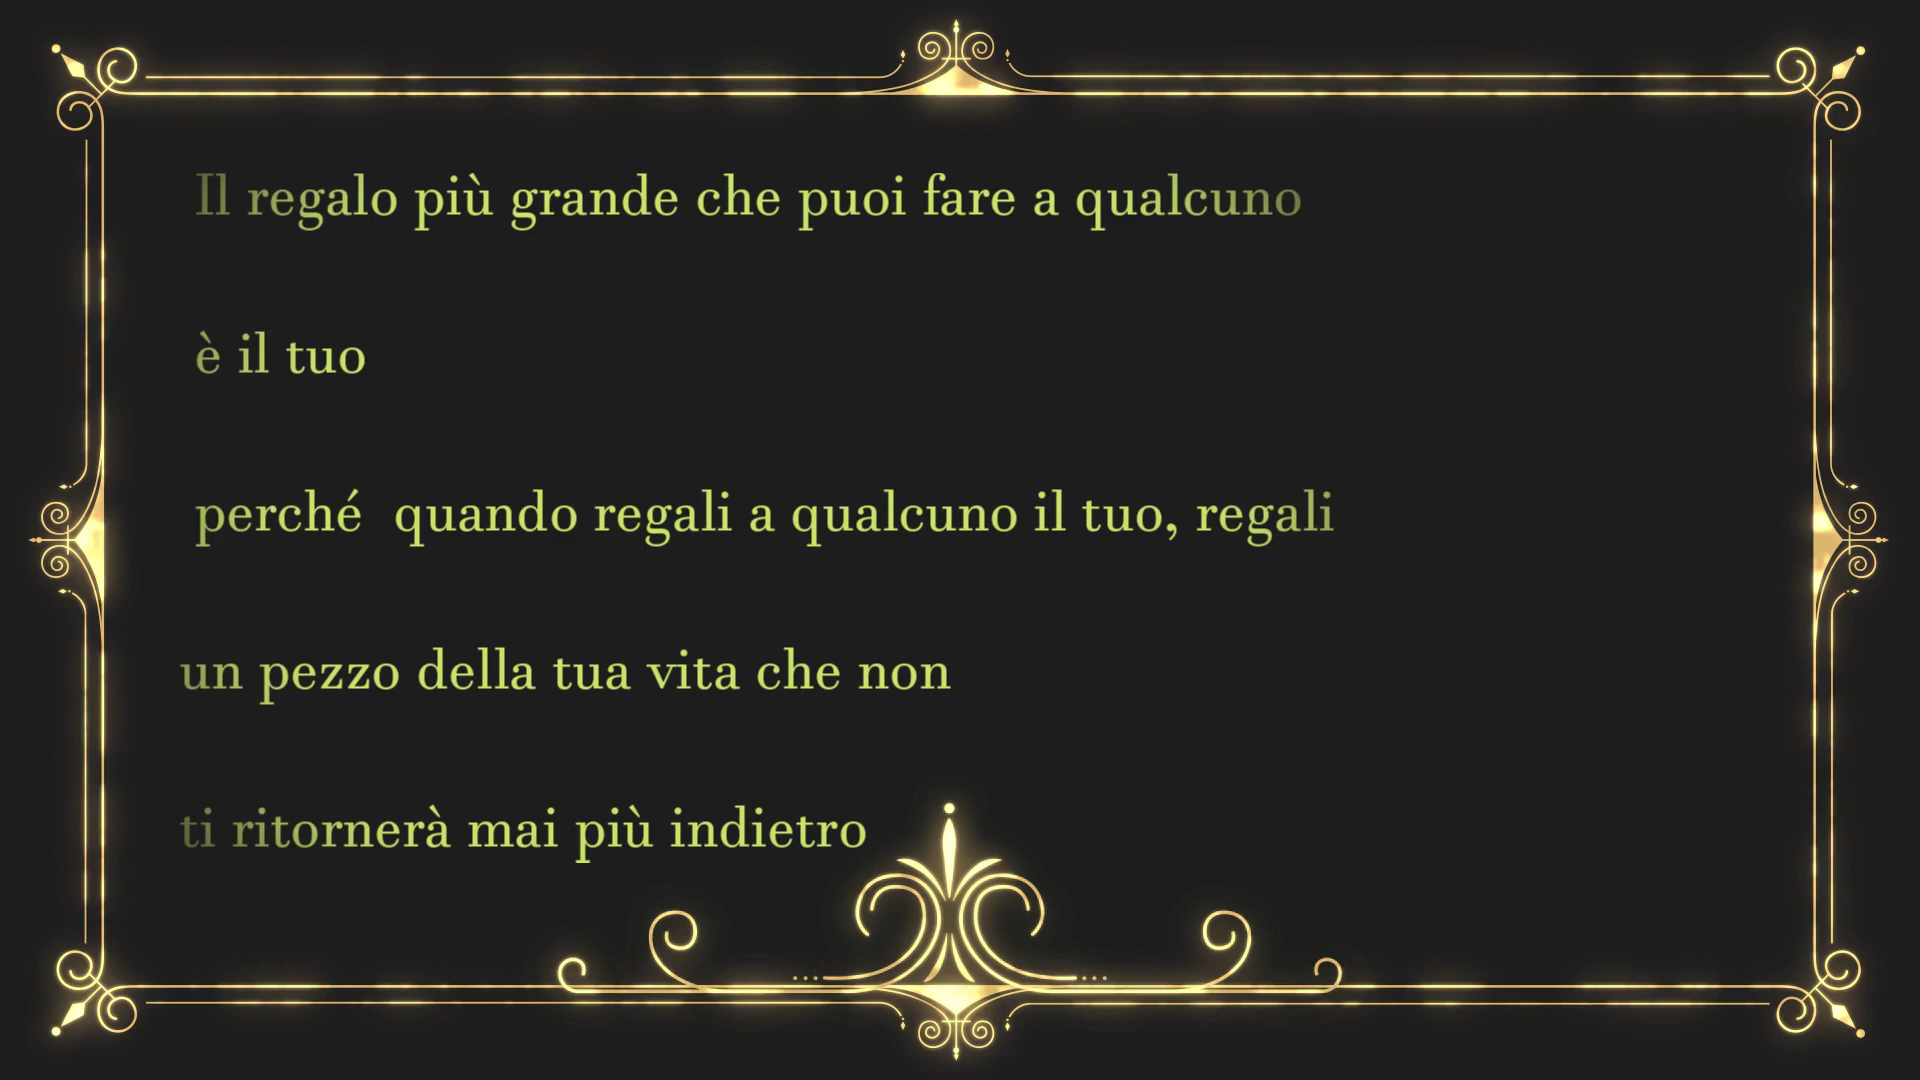 Il regalo più grande che puoi fare a qualcuno
è il tuo
perché  quando regali a qualcuno il tuo, regali
un pezzo della tua vita che non
ti ritornerà mai più indietro